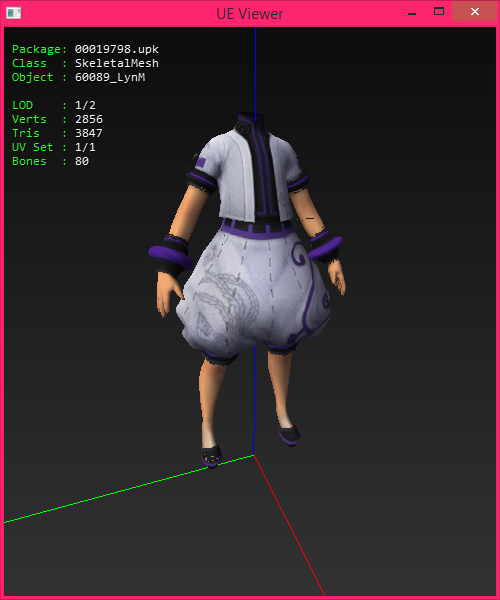 UE Viewer
Package: 00019798.upk
Class : SkeletalMesh
Object : 60089_LynM
LOD : 1/2
Verts : 2856
Tris : 3847
UV Set : 1/1
Bones : 80